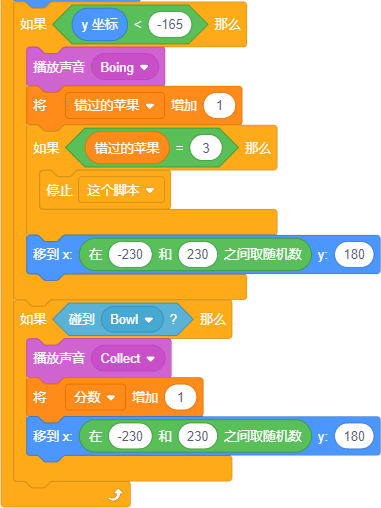 如果 y 坐标 < -165 那么
播放声音 Boing
将 错过的苹果 增加 1
如果 错过的苹果 = 3 那么
停止 这个脚本
移到 x: 在 -230 和 230 之间取随机数 y: 180
如果 碰到 Bowl ? 那么
播放声音 Collect
将 分数 增加 1
移到 x: 在 -230 和 230 之间取随机数 y: 180